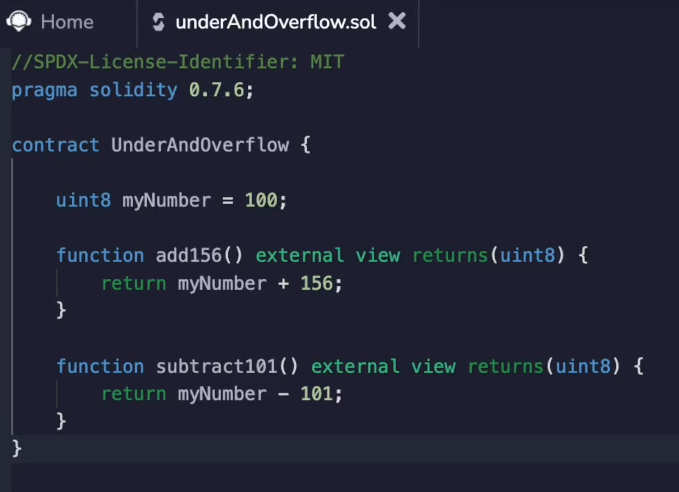 Home underAndOverflow.sol
//SPDX-License-Identifier: MIT
pragma solidity 0.7.6;
contract UnderAndOverflow {
uint8 myNumber = 100;
function add156() external view returns(uint8) {
return myNumber + 156;
}
function subtract101() external view returns(uint8) {
return myNumber - 101;
}
}